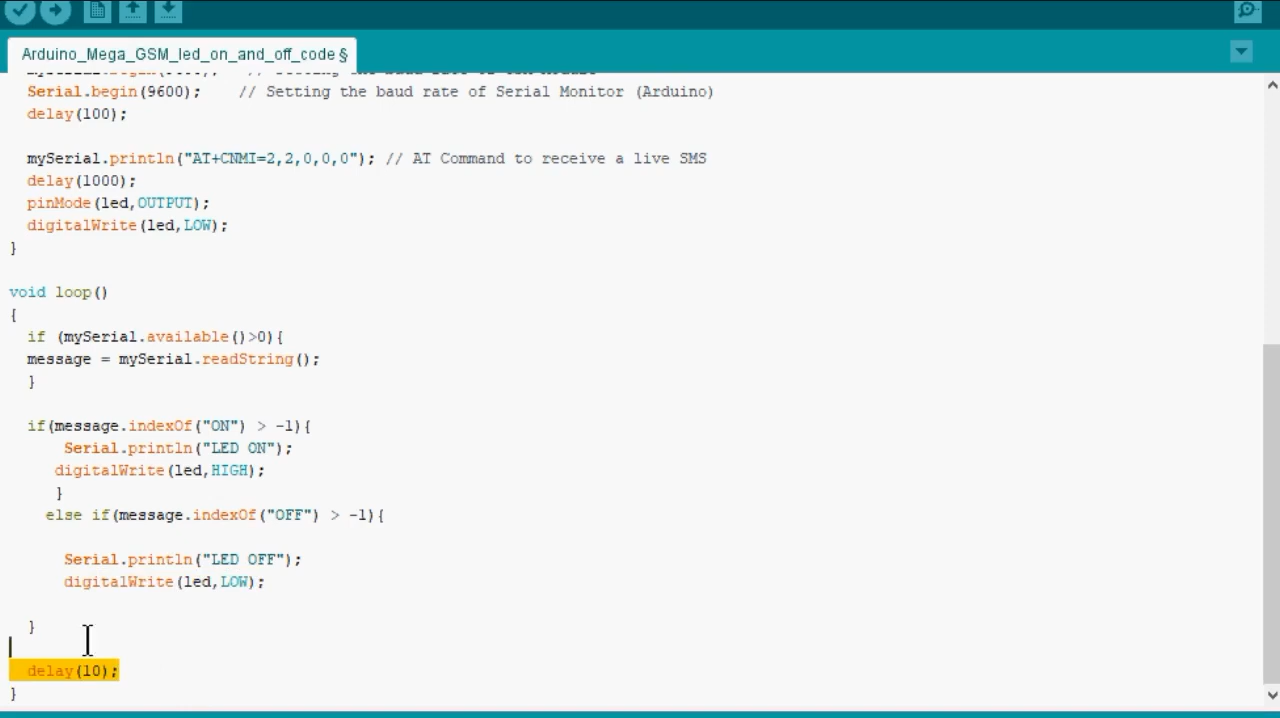 Arduino_Mega_GSM_led_on_and_off_code §
Serial.begin(9600); // Setting the baud rate of Serial Monitor (Arduino)
delay(100);
mySerial.println("AT+CNMI=2,2,0,0,0"); // AT Command to receive a live SMS
delay(1000);
pinMode(led,OUTPUT);
digitalWrite(led,LOW);
}
void loop()
{
if (mySerial.available()>0){
message = mySerial.readString();
}
if(message.indexOf("ON") > -1){
Serial.println("LED ON");
digitalWrite(led,HIGH);
}
else if(message.indexOf("OFF") > -1){
Serial.println("LED OFF");
digitalWrite(led,LOW);
}
delay(10);
}